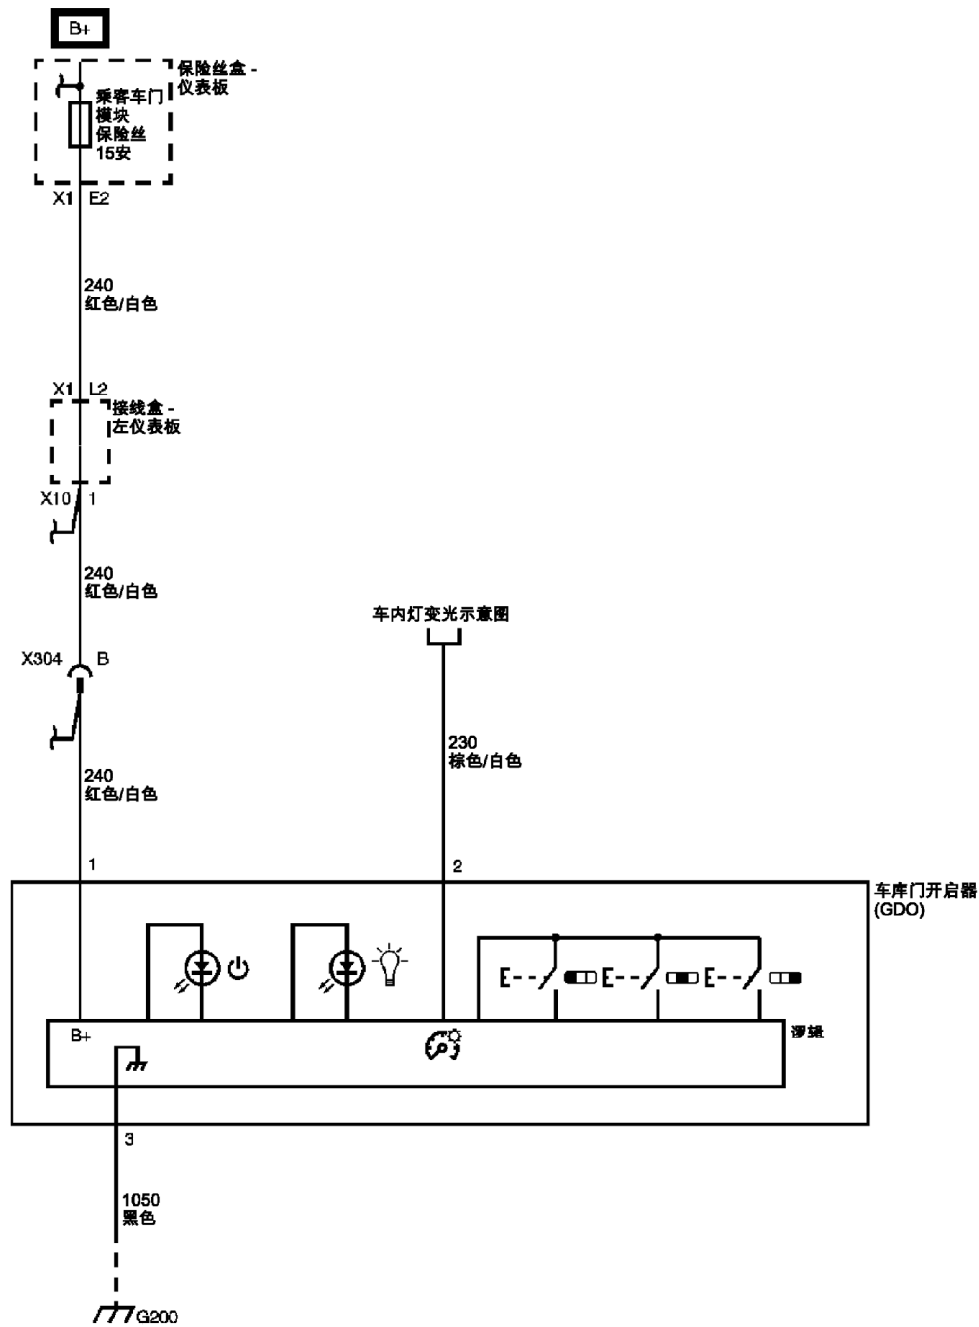 B+
保险丝盒 -
仪表板
乘客车门
模块
保险丝
15安
X1 E2
240
红色/白色
X1 L2
接线盒 -
左仪表板
X10 1
240
红色/白色
车内灯变光示意图
X304 B
230
棕色/白色
240
红色/白色
1
2
车库门开启器
(GDO)
B+
逻辑
3
1050
黑色
G200